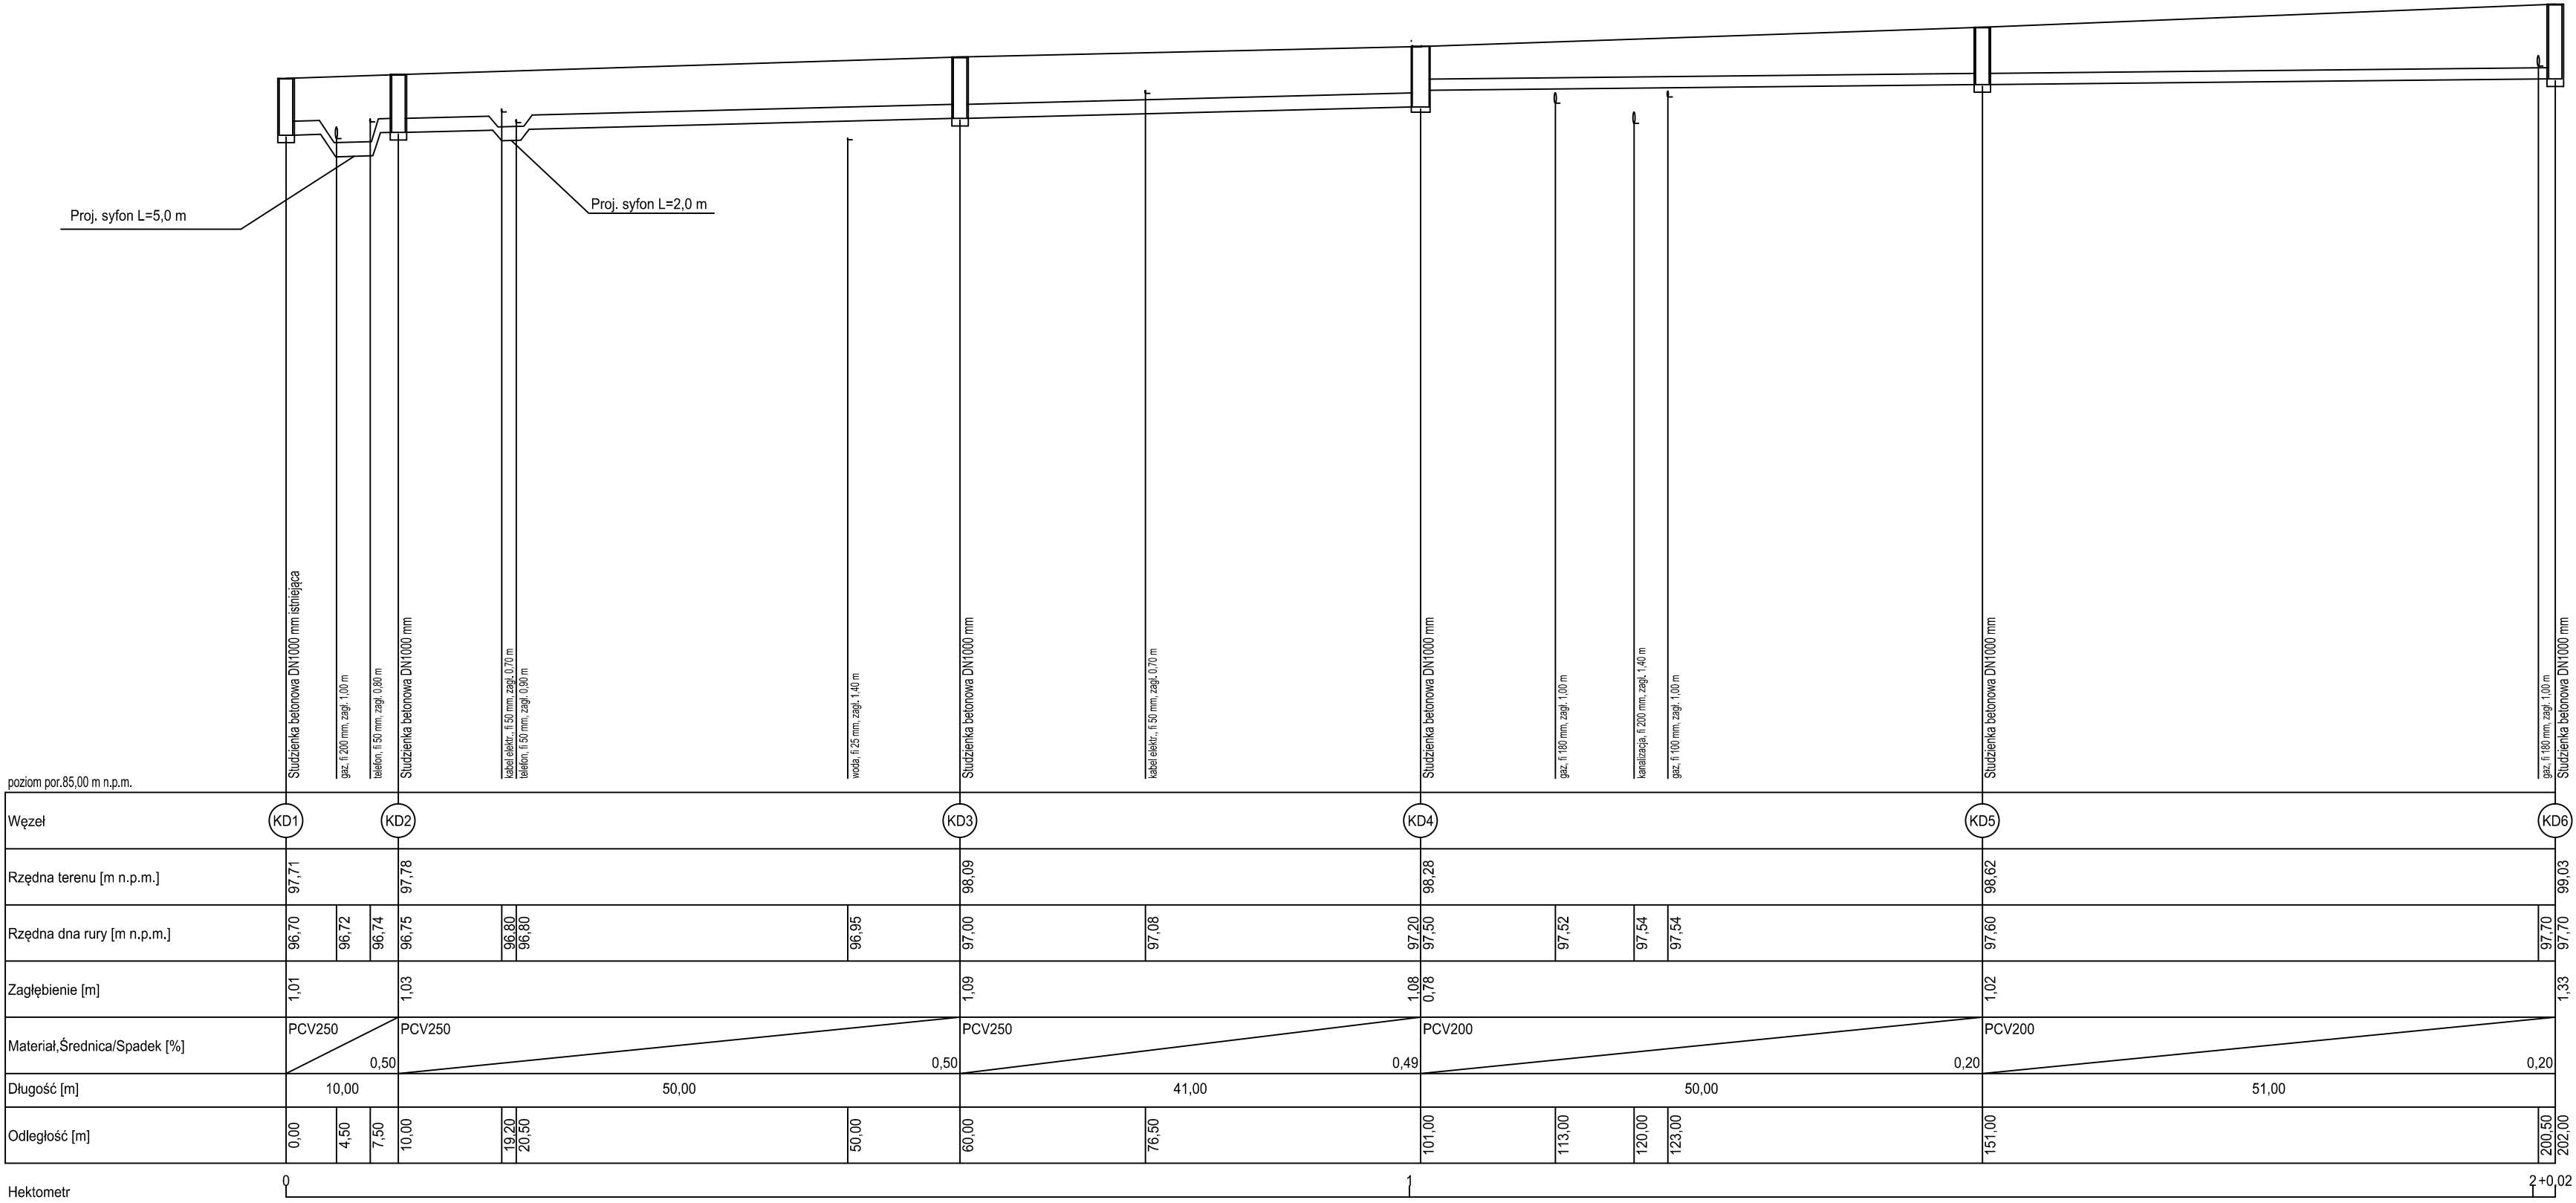 Proj. syfon L=5,0 m
Proj. syfon L=2,0 m
Studzienka betonowa DN1000 mm istniejąca
gaz, fi 200 mm, zagł. 1,00 m
telefon, fi 50 mm, zagł. 0,80 m
Studzienka betonowa DN1000 mm
kabel elektr., fi 50 mm, zagł. 0,70 m
telefon, fi 50 mm, zagł. 0,90 m
woda, fi 25 mm, zagł. 1,40 m
Studzienka betonowa DN1000 mm
kabel elektr., fi 50 mm, zagł. 0,70 m
Studzienka betonowa DN1000 mm
gaz, fi 180 mm, zagł. 1,00 m
kanalizacja, fi 200 mm, zagł. 1,40 m
gaz, fi 100 mm, zagł. 1,00 m
Studzienka betonowa DN1000 mm
gaz, fi 180 mm, zagł. 1,00 m
Studzienka betonowa DN1000 mm
poziom por.85,00 m n.p.m.
Węzeł KD1 KD2 KD3 KD4 KD5 KD6
Rzędna terenu [m n.p.m.] 97,71 97,78 98,09 98,28 98,62 99,03
Rzędna dna rury [m n.p.m.] 96,70 96,72 96,74 96,75 96,80 96,80 96,95 97,00 97,08 97,20 97,50 97,52 97,54 97,54 97,60 97,70 97,70
Zagłębienie [m] 1,01 1,03 1,09 1,08 0,78 1,02 1,33
Materiał,Średnica/Spadek [%] PCV250 0,50 PCV250 0,50 PCV250 0,49 PCV200 0,20 PCV200 0,20
Długość [m] 10,00 50,00 41,00 50,00 51,00
Odległość [m] 0,00 4,50 7,50 10,00 19,20 20,50 50,00 60,00 76,50 101,00 113,00 120,00 123,00 151,00 200,50 202,00
Hektometr 0 1 2 +0,02